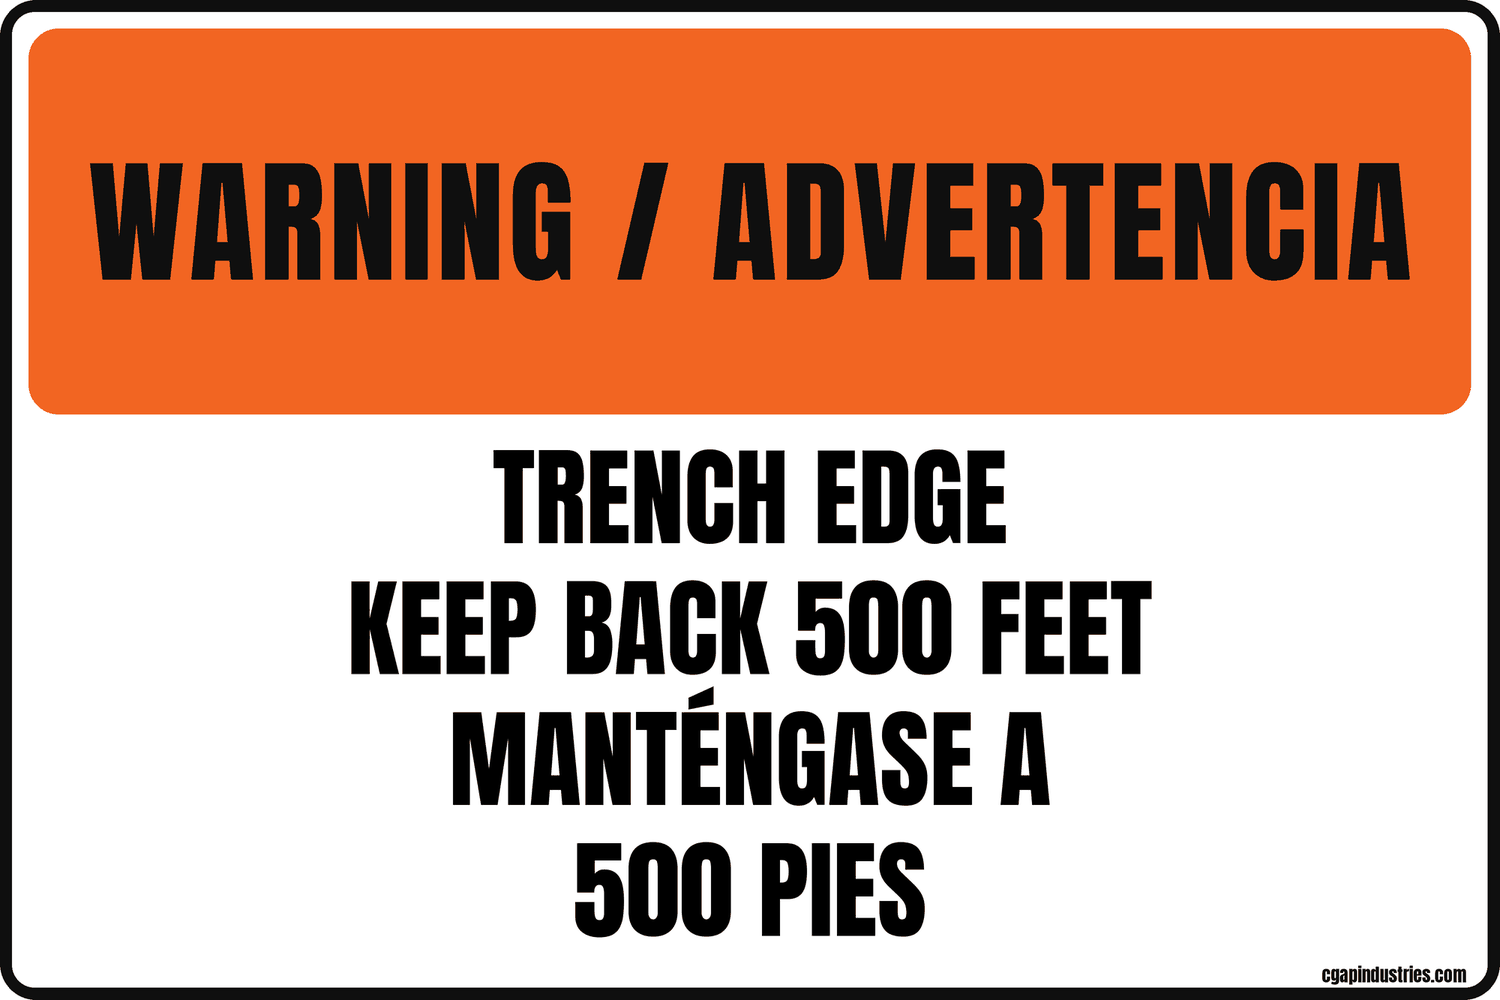 WARNING / ADVERTENCIA
TRENCH EDGE
KEEP BACK 500 FEET
MANTÉNGASE A
500 PIES
cgapindustries.com